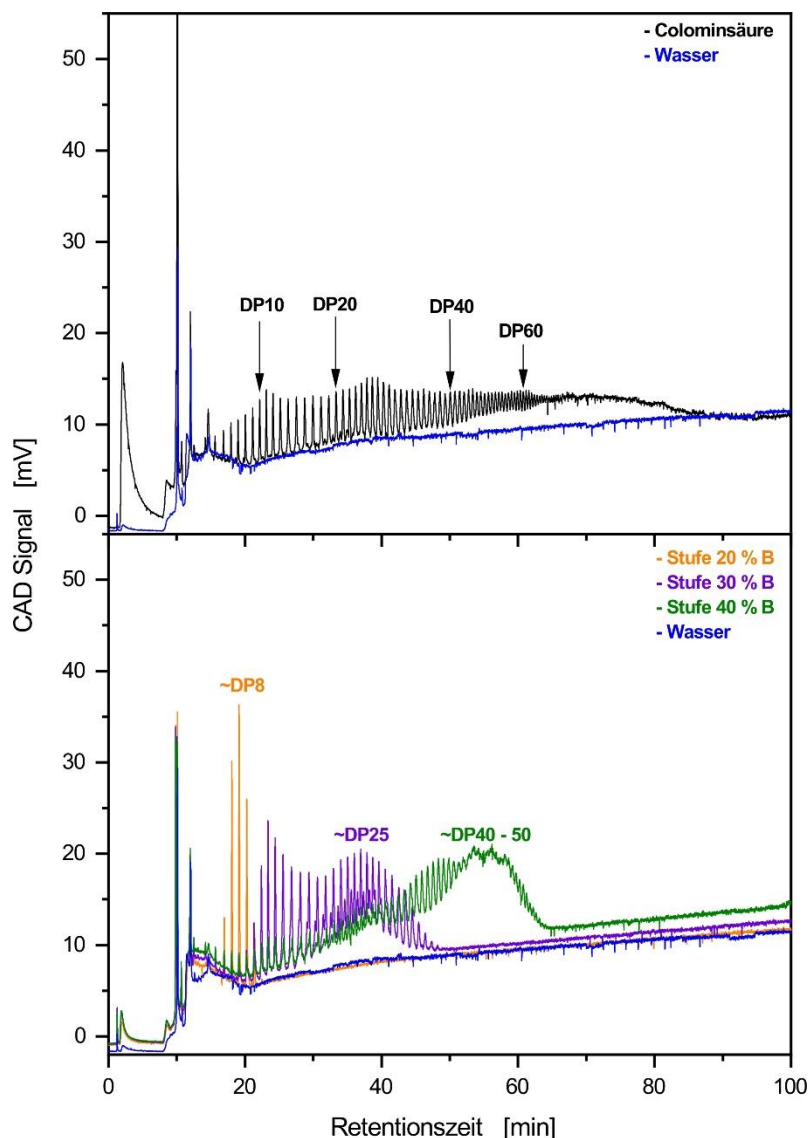 50
40
30
20
10
0
- Colominsäure
- Wasser
DP10
DP20
DP40
DP60
CAD Signal [mV]
50
40
30
20
10
0
- Stufe 20 % B
- Stufe 30 % B
- Stufe 40 % B
- Wasser
~DP8
~DP25
~DP40 - 50
0 20 40 60 80 100
Retentionszeit [min]